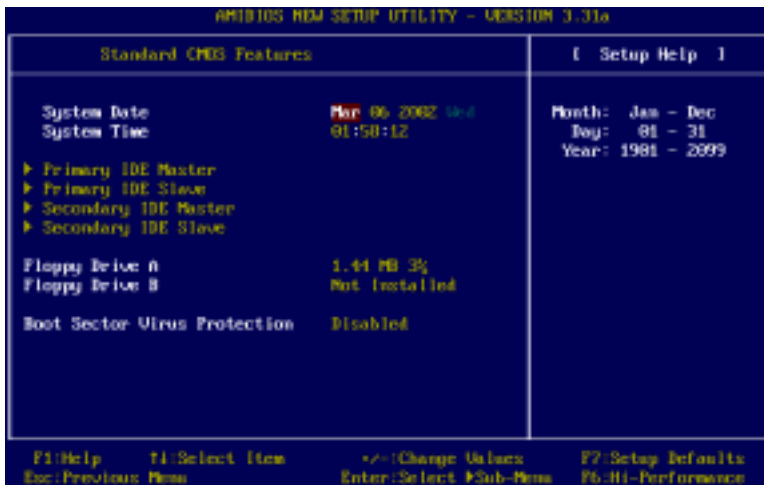 AMIBIOS NEW SETUP UTILITY - VERSION 3.31a
Standard CMOS Features
[ Setup Help ]
System Date Mar 06 2002 Wed
System Time 01:58:12
Month: Jan - Dec
Day: 01 - 31
Year: 1901 - 2099
▶ Primary IDE Master
▶ Primary IDE Slave
▶ Secondary IDE Master
▶ Secondary IDE Slave
Floppy Drive A 1.44 MB 3½
Floppy Drive B Not Installed
Boot Sector Virus Protection Disabled
F1:Help ↑↓:Select Item +/-:Change Values F7:Setup Defaults
Esc:Previous Menu Enter:Select ▶Sub-Menu F6:Hi-Performance